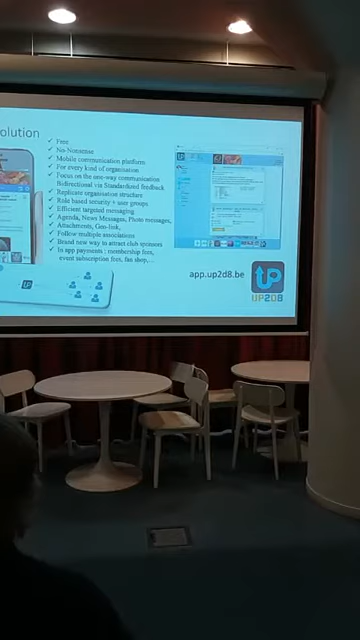 olution
Free
No-Nonsense
Mobile communication platform
For every kind of organisation
Focus on the one-way communication
Bidirectional via Standardized feedback
Replicate organisation structure
Role based security + user groups
Efficient targeted messaging
Agenda, News Messages, Photo messages,
Attachments, Geo-link,
Follow multiple associations
Brand new way to attract club sponsors
In app payments : membership fees,
event subscription fees, fan shop,...
app.up2d8.be
UP
UP2D8